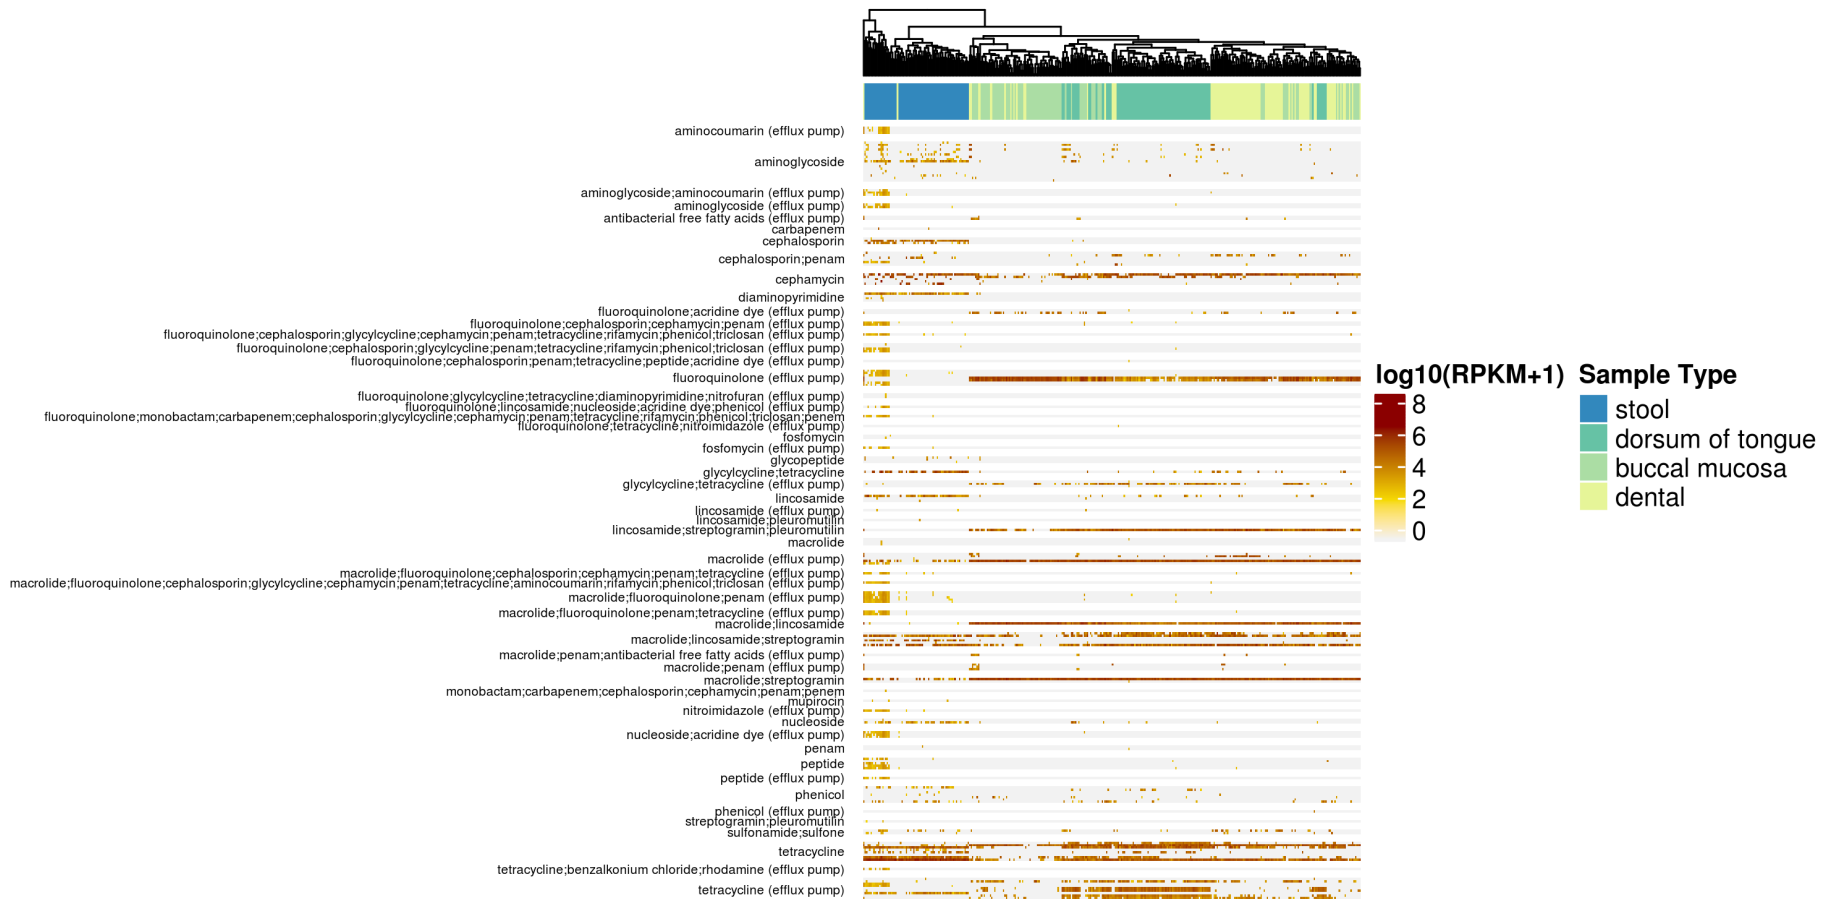 aminocoumarin (efflux pump)
aminoglycoside
aminoglycoside;aminocoumarin (efflux pump)
aminoglycoside (efflux pump)
antibacterial free fatty acids (efflux pump)
carbapenem
cephalosporin
cephalosporin;penam
cephamycin
diaminopyrimidine
fluoroquinolone;acridine dye (efflux pump)
fluoroquinolone;cephalosporin;cephamycin;penam (efflux pump)
fluoroquinolone;cephalosporin;glycylcycline;cephamycin;penam;tetracycline;rifamycin;phenicol;triclosan (efflux pump)
fluoroquinolone;cephalosporin;glycylcycline;penam;tetracycline;rifamycin;phenicol;triclosan (efflux pump)
fluoroquinolone;cephalosporin;penam;tetracycline;peptide;acridine dye (efflux pump)
fluoroquinolone (efflux pump)
fluoroquinolone;glycylcycline;tetracycline;diaminopyrimidine;nitrofuran (efflux pump)
fluoroquinolone;lincosamide;nucleoside;acridine dye;phenicol (efflux pump)
fluoroquinolone;monobactam;carbapenem;cephalosporin;glycylcycline;cephamycin;penam;tetracycline;rifamycin;phenicol;triclosan;penem
fluoroquinolone;tetracycline;nitroimidazole (efflux pump)
fosfomycin
fosfomycin (efflux pump)
glycopeptide
glycylcycline;tetracycline
glycylcycline;tetracycline (efflux pump)
lincosamide
lincosamide (efflux pump)
lincosamide;pleuromutilin
lincosamide;streptogramin;pleuromutilin
macrolide
macrolide (efflux pump)
macrolide;fluoroquinolone;cephalosporin;cephamycin;penam;tetracycline (efflux pump)
macrolide;fluoroquinolone;cephalosporin;glycylcycline;cephamycin;penam;tetracycline;aminocoumarin;rifamycin;phenicol;triclosan (efflux pump)
macrolide;fluoroquinolone;penam (efflux pump)
macrolide;fluoroquinolone;penam;tetracycline (efflux pump)
macrolide;lincosamide
macrolide;lincosamide;streptogramin
macrolide;penam;antibacterial free fatty acids (efflux pump)
macrolide;penam (efflux pump)
macrolide;streptogramin
monobactam;carbapenem;cephalosporin;cephamycin;penam;penem
mupirocin
nitroimidazole (efflux pump)
nucleoside
nucleoside;acridine dye (efflux pump)
penam
peptide
peptide (efflux pump)
phenicol
phenicol (efflux pump)
streptogramin;pleuromutilin
sulfonamide;sulfone
tetracycline
tetracycline;benzalkonium chloride;rhodamine (efflux pump)
tetracycline (efflux pump)
log10(RPKM+1)
8
6
4
2
0
Sample Type
stool
dorsum of tongue
buccal mucosa
dental